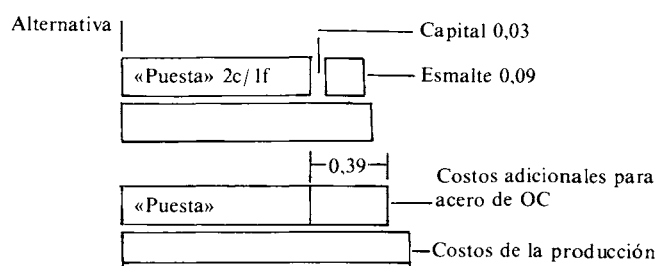 Alternativa
Capital 0,03
«Puesta» 2c/1f
Esmalte 0,09
0,39
Costos adicionales para
acero de OC
«Puesta»
Costos de la producción